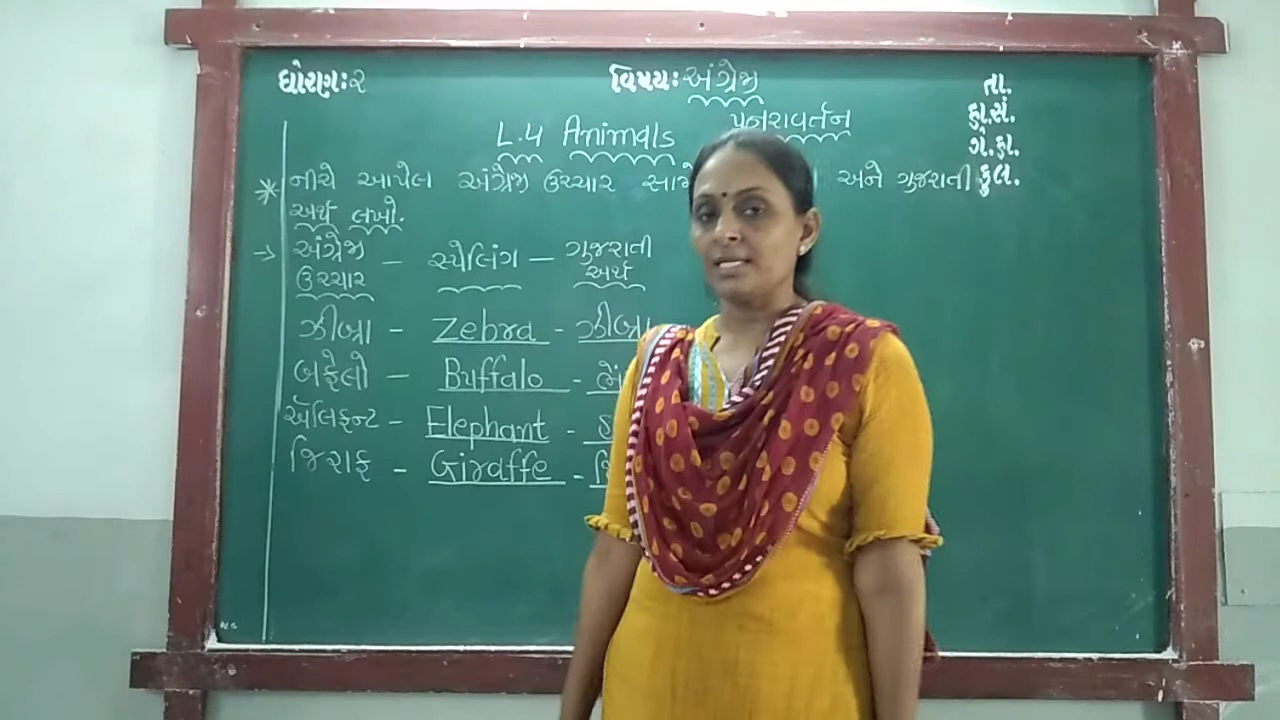 ધોરણઃ૨ વિષયઃ અંગ્રેજી તા.
હા.સં.
L.4 Animals પુનરાવર્તન
ગે.હા.
નીચે આપેલ અંગ્રેજી ઉચ્ચાર અને ગુજરાતી કુલ.
અર્થ લખો.
અંગ્રેજી ઉચ્ચાર – સ્પેલિંગ – ગુજરાતી અર્થ
ઝીબ્રા – Zebra – ઝીબ્રા
બફેલો – Buffalo –
ઍલિફન્ટ – Elephant –
જિરાફ – Giraffe –